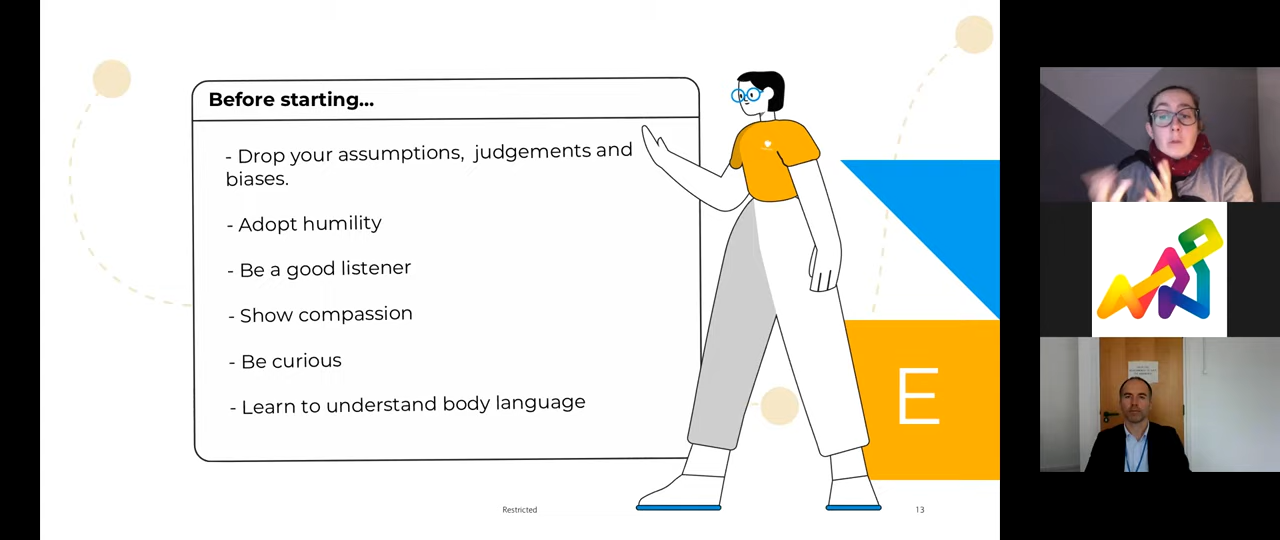 Before starting...
- Drop your assumptions,  judgements and
biases.
- Adopt humility
- Be a good listener
- Show compassion
- Be curious
- Learn to understand body language
E
Restricted
13